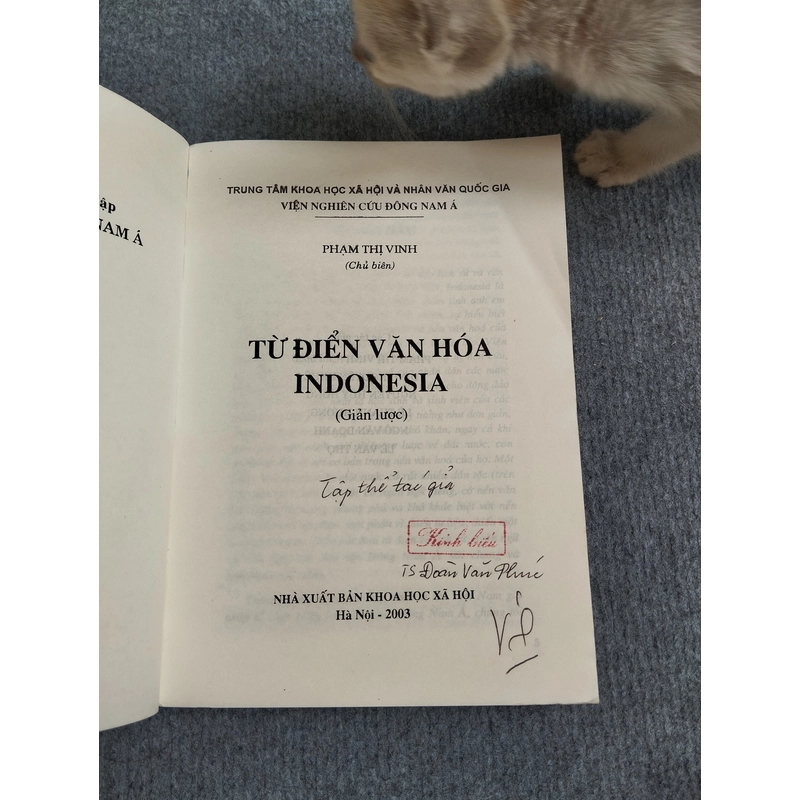 ập
NAM Á
TRUNG TÂM KHOA HỌC XÃ HỘI VÀ NHÂN VĂN QUỐC GIA
VIỆN NGHIÊN CỨU ĐÔNG NAM Á
PHẠM THỊ VINH
(Chủ biên)
TỪ ĐIỂN VĂN HÓA
INDONESIA
(Giản lược)
Tập thể tác giả
Kính biếu
TS Đoàn Văn Phúc
NHÀ XUẤT BẢN KHOA HỌC XÃ HỘI
Hà Nội - 2003